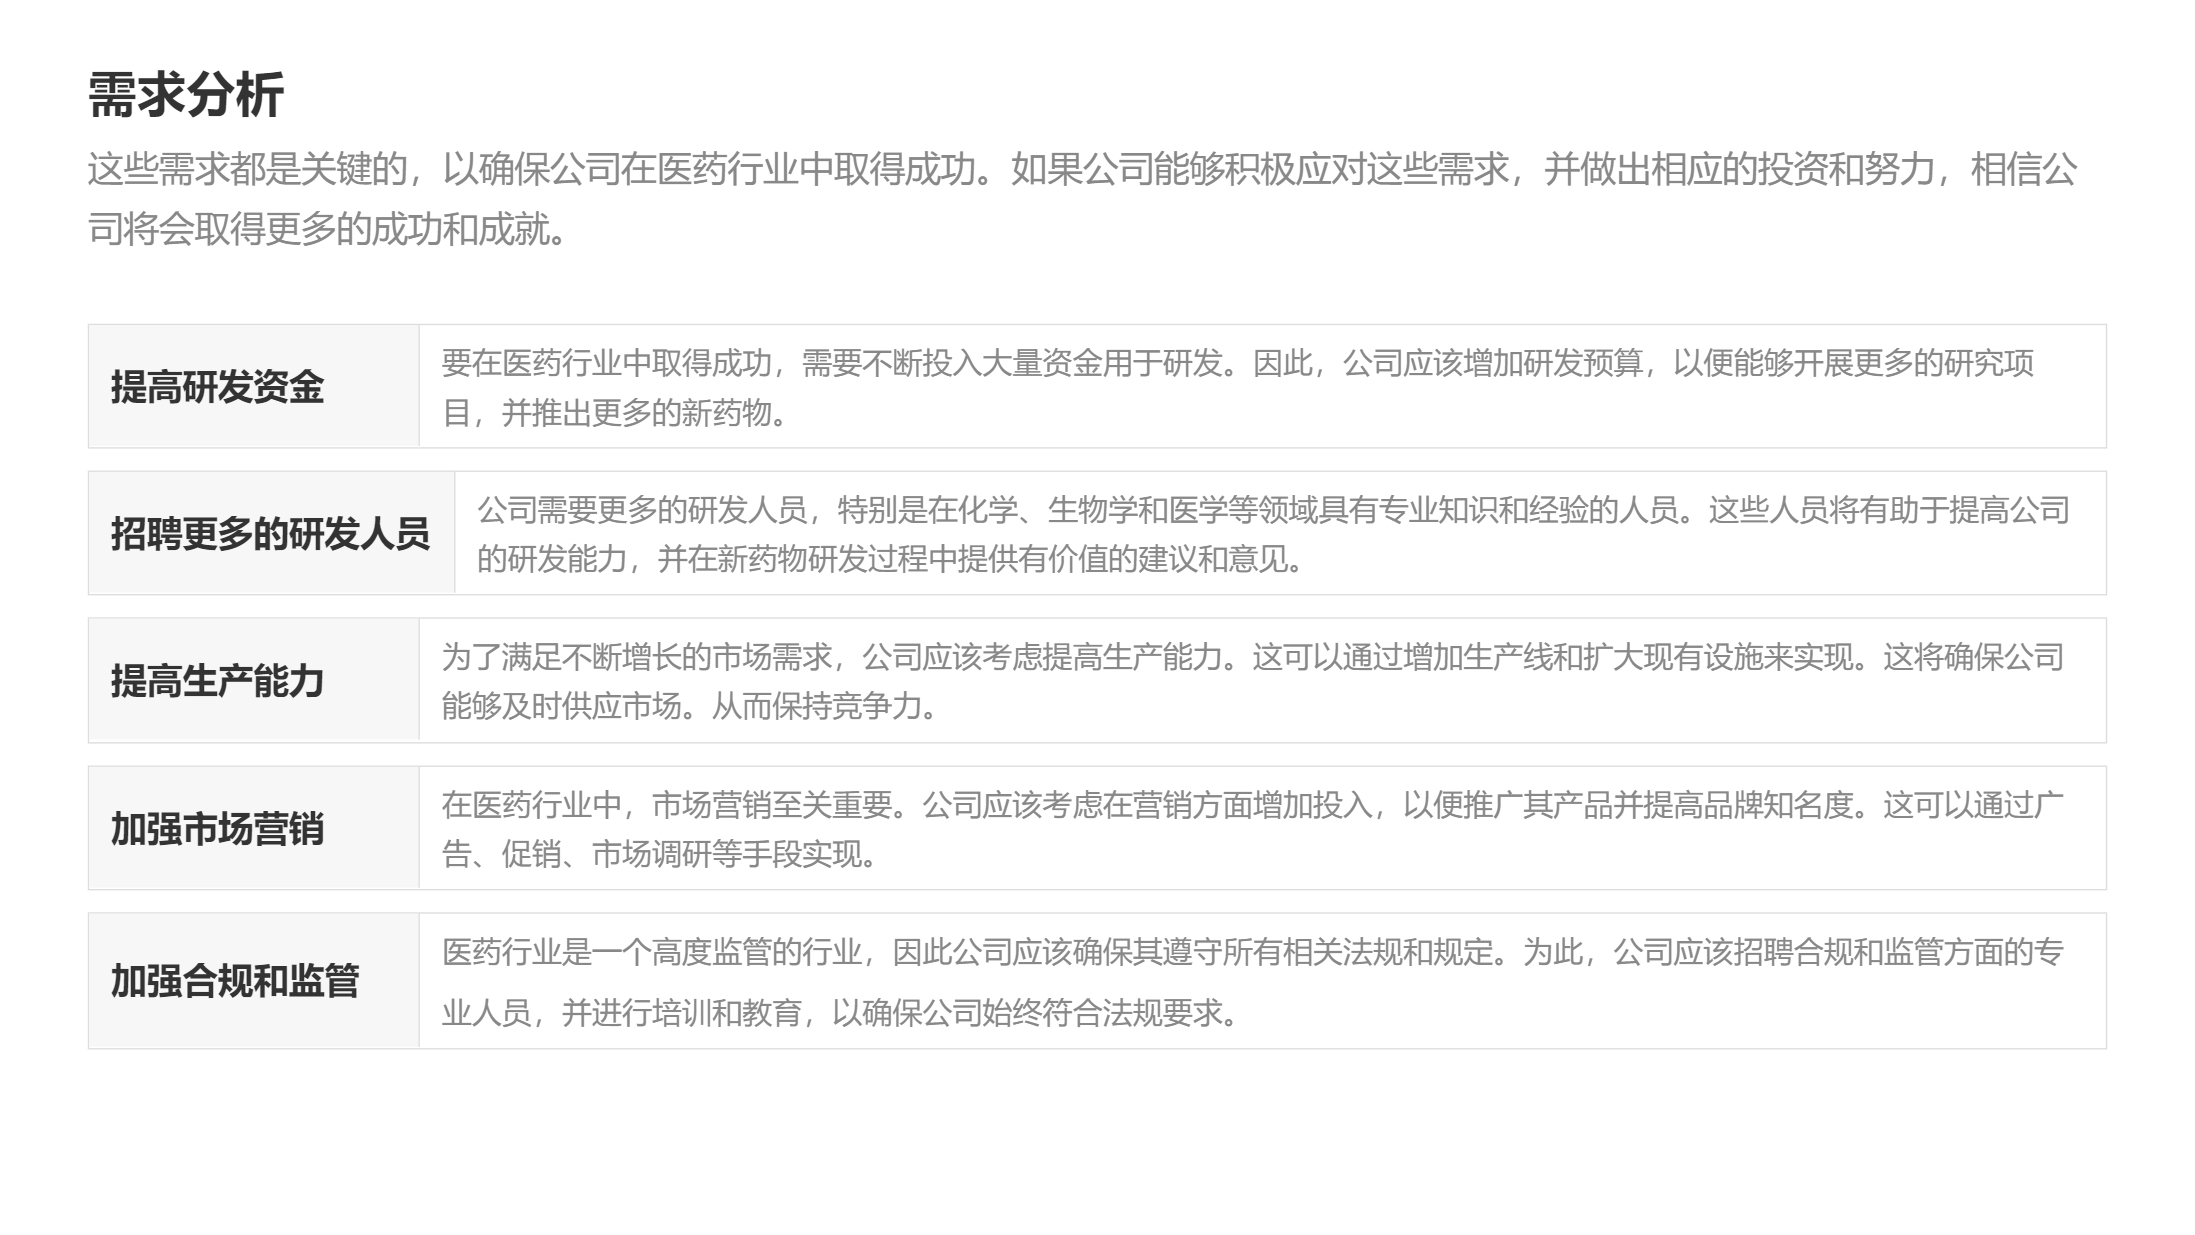 需求分析
这些需求都是关键的，以确保公司在医药行业中取得成功。如果公司能够积极应对这些需求，并做出相应的投资和努力，相信公
司将会取得更多的成功和成就。
提高研发资金
要在医药行业中取得成功，需要不断投入大量资金用于研发。因此，公司应该增加研发预算，以便能够开展更多的研究项
目，并推出更多的新药物。
招聘更多的研发人员
公司需要更多的研发人员，特别是在化学、生物学和医学等领域具有专业知识和经验的人员。这些人员将有助于提高公司
的研发能力，并在新药物研发过程中提供有价值的建议和意见。
提高生产能力
为了满足不断增长的市场需求，公司应该考虑提高生产能力。这可以通过增加生产线和扩大现有设施来实现。这将确保公司
能够及时供应市场。从而保持竞争力。
加强市场营销
在医药行业中，市场营销至关重要。公司应该考虑在营销方面增加投入，以便推广其产品并提高品牌知名度。这可以通过广
告、促销、市场调研等手段实现。
加强合规和监管
医药行业是一个高度监管的行业，因此公司应该确保其遵守所有相关法规和规定。为此，公司应该招聘合规和监管方面的专
业人员，并进行培训和教育，以确保公司始终符合法规要求。